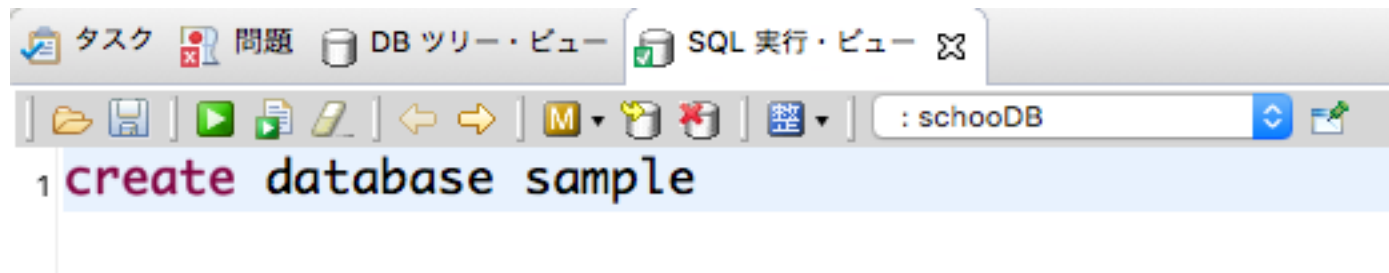 タスク 問題 DB ツリー・ビュー SQL 実行・ビュー
M 整 : schooDB
1 create database sample